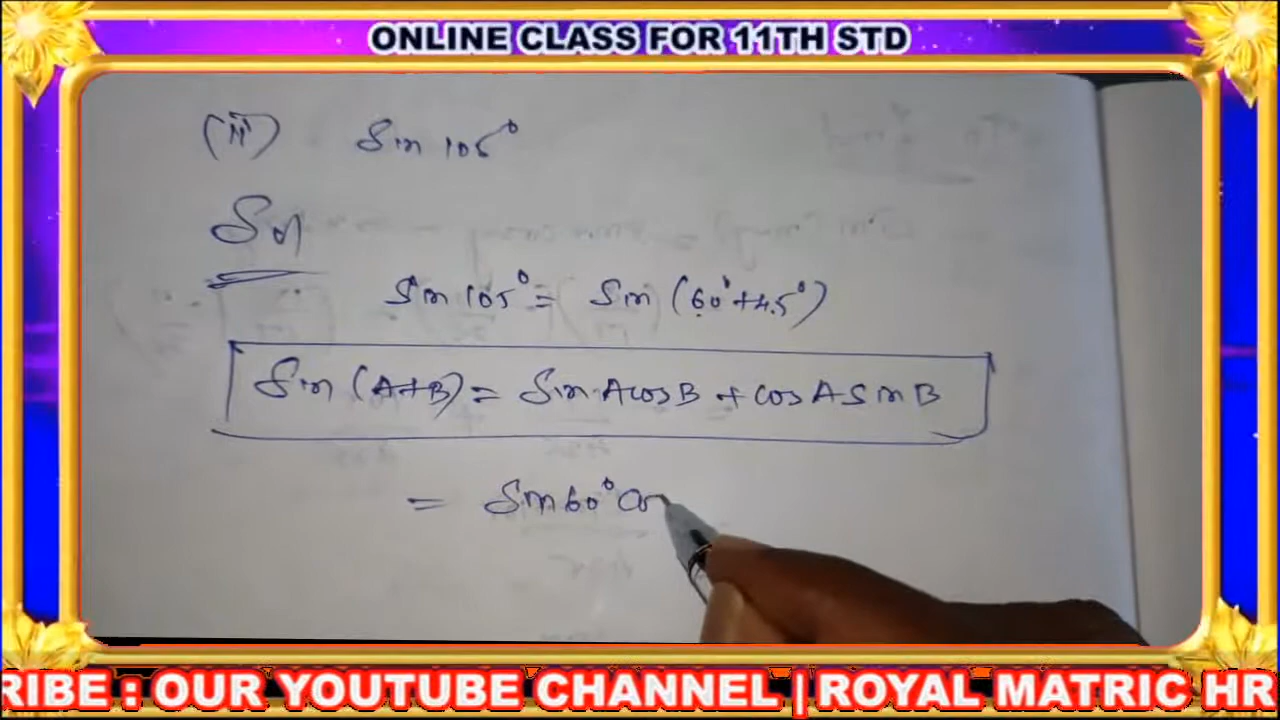 ONLINE CLASS FOR 11TH STD
(ii) Sin 105°
Sol
Sin 105° = Sin (60° + 45°)
Sin (A+B) = Sin A cos B + cos A Sin B
= Sin 60° Co
RIBE : OUR YOUTUBE CHANNEL | ROYAL MATRIC HR